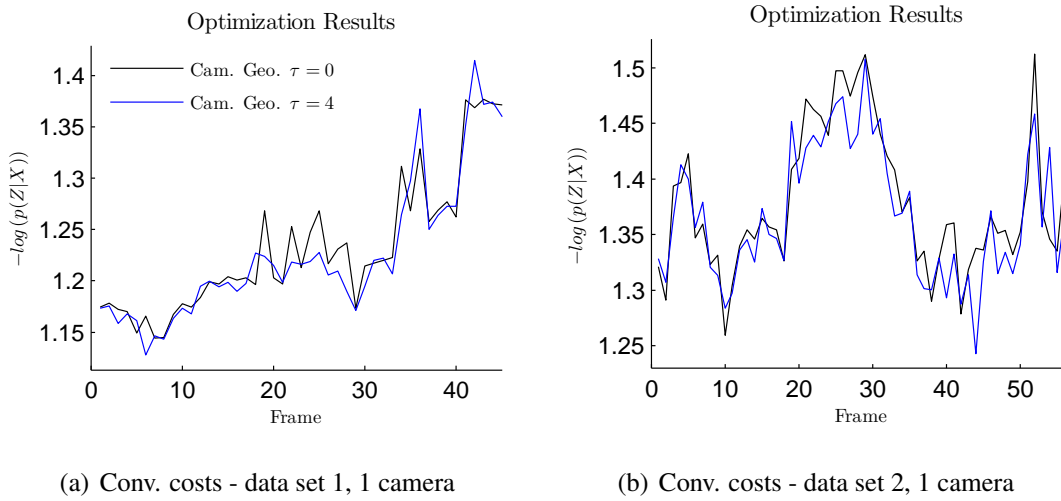 Optimization Results
1.4
1.35
1.3
1.25
1.2
1.15
−log (p(Z|X))
Cam. Geo. τ = 0
Cam. Geo. τ = 4
0 10 20 30 40
Frame
(a) Conv. costs - data set 1, 1 camera
Optimization Results
1.5
1.45
1.4
1.35
1.3
1.25
−log (p(Z|X))
0 10 20 30 40 50
Frame
(b) Conv. costs - data set 2, 1 camera